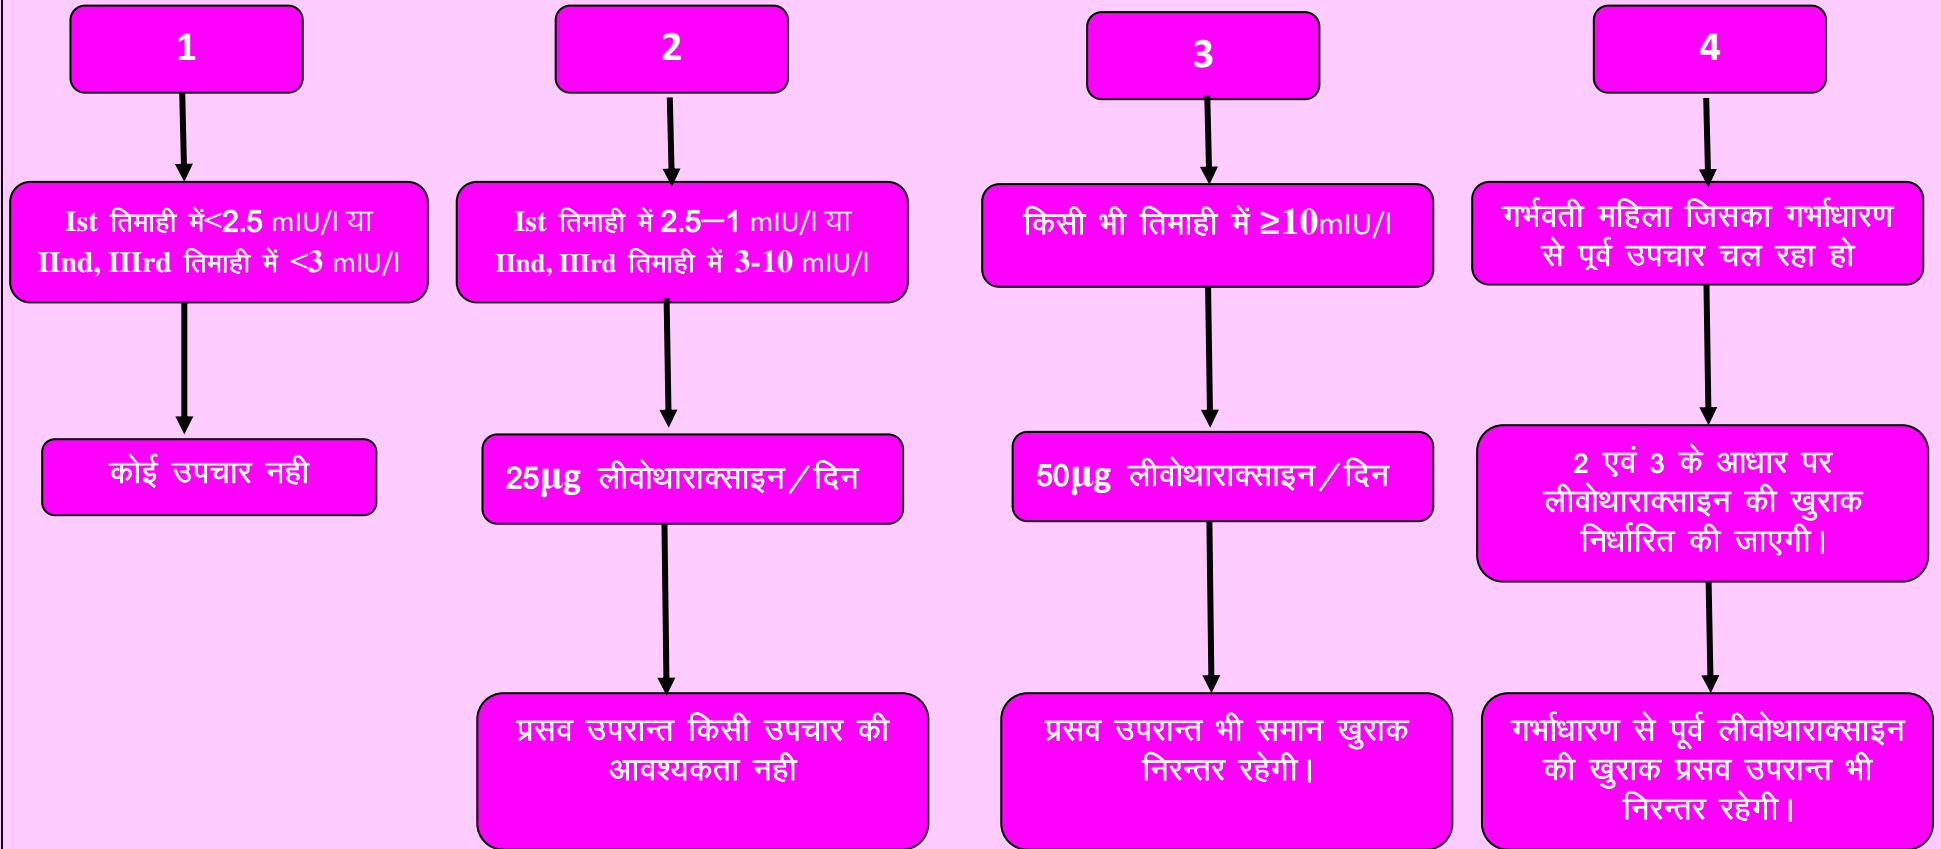 1
2
3
4
Ist तिमाही में<2.5 mIU/l या
IInd, IIIrd तिमाही में <3 mIU/l
Ist तिमाही में 2.5—1 mIU/l या
IInd, IIIrd तिमाही में 3-10 mIU/l
किसी भी तिमाही में ≥10mIU/l
गर्भवती महिला जिसका गर्भाधारण
से पूर्व उपचार चल रहा हो
कोई उपचार नही
25µg लीवोथाराक्साइन/दिन
50µg लीवोथाराक्साइन/दिन
2 एवं 3 के आधार पर
लीवोथाराक्साइन की खुराक
निर्धारित की जाएगी।
प्रसव उपरान्त किसी उपचार की
आवश्यकता नही
प्रसव उपरान्त भी समान खुराक
निरन्तर रहेगी।
गर्भाधारण से पूर्व लीवोथाराक्साइन
की खुराक प्रसव उपरान्त भी
निरन्तर रहेगी।